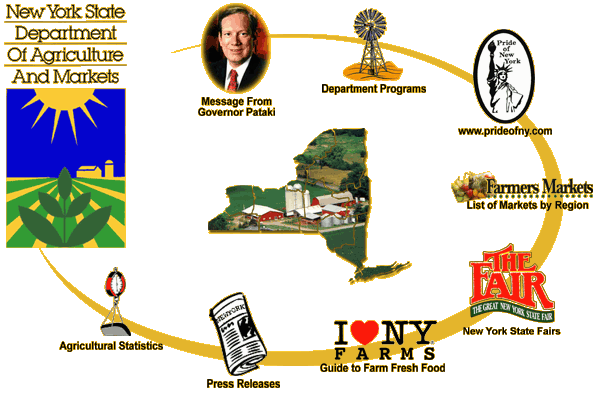 New York State
Department
Of Agriculture
And Markets
Message From
Governor Pataki
Department Programs
Pride
of New
York
www.prideofny.com
Farmers Markets
List of Markets by Region
THE
FAIR
THE GREAT NEW YORK STATE FAIR
New York State Fairs
I NY
FARMS
Guide to Farm Fresh Food
NEW YORK
Press Releases
Agricultural Statistics